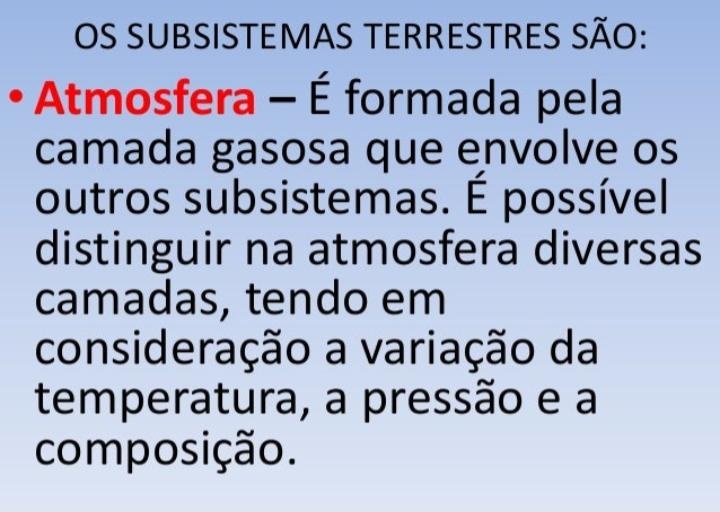 OS SUBSISTEMAS TERRESTRES SÃO:
• Atmosfera – É formada pela
camada gasosa que envolve os
outros subsistemas. É possível
distinguir na atmosfera diversas
camadas, tendo em
consideração a variação da
temperatura, a pressão e a
composição.